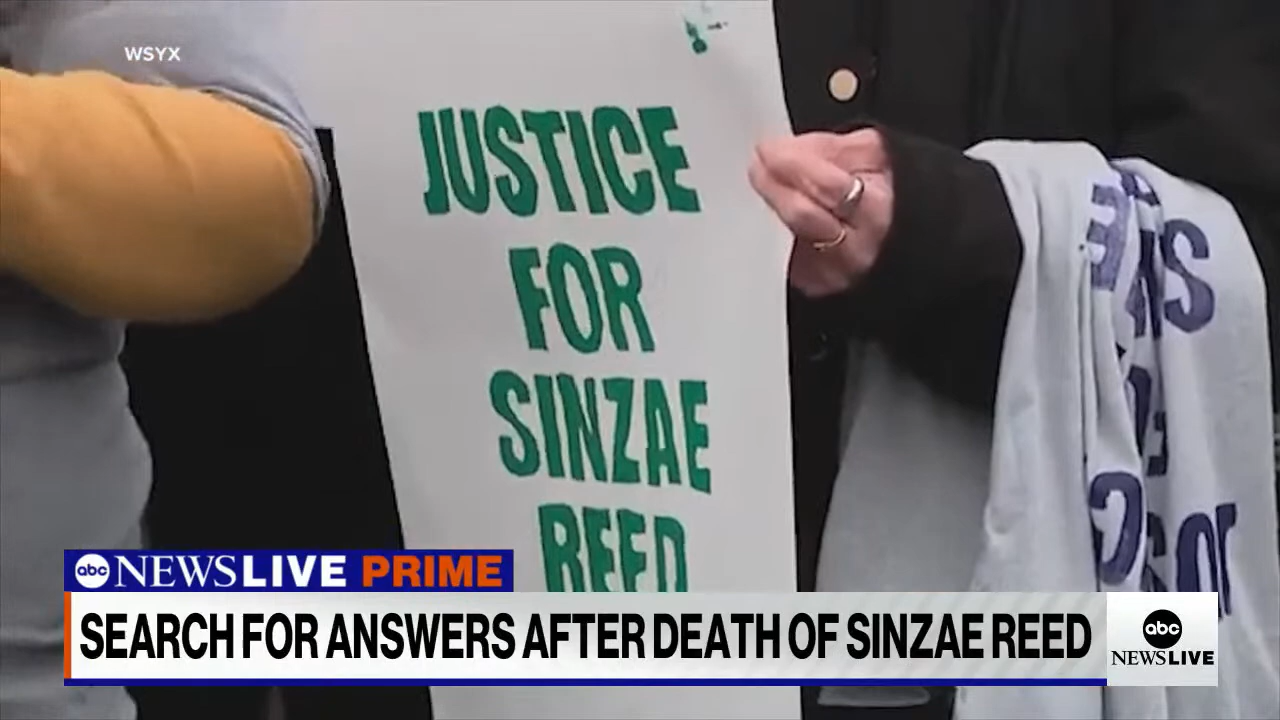 WSYX
JUSTICE
FOR
SINZAE
REED
abc NEWS LIVE PRIME
SEARCH FOR ANSWERS AFTER DEATH OF SINZAE REED
abc
NEWS LIVE